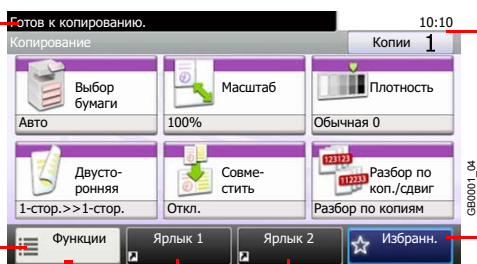 Готов к копированию.
10:10
Копирование
Копии 1
Выбор
бумаги
Авто
Масштаб
100%
Плотность
Обычная 0
Двусто-
ронняя
1-стор.>>1-стор.
Совме-
стить
Откл.
123123
112233
Разбор по
коп./сдвиг
Разбор по копиям
Функции
Ярлык 1
Ярлык 2
Избранн.
GB0001_04